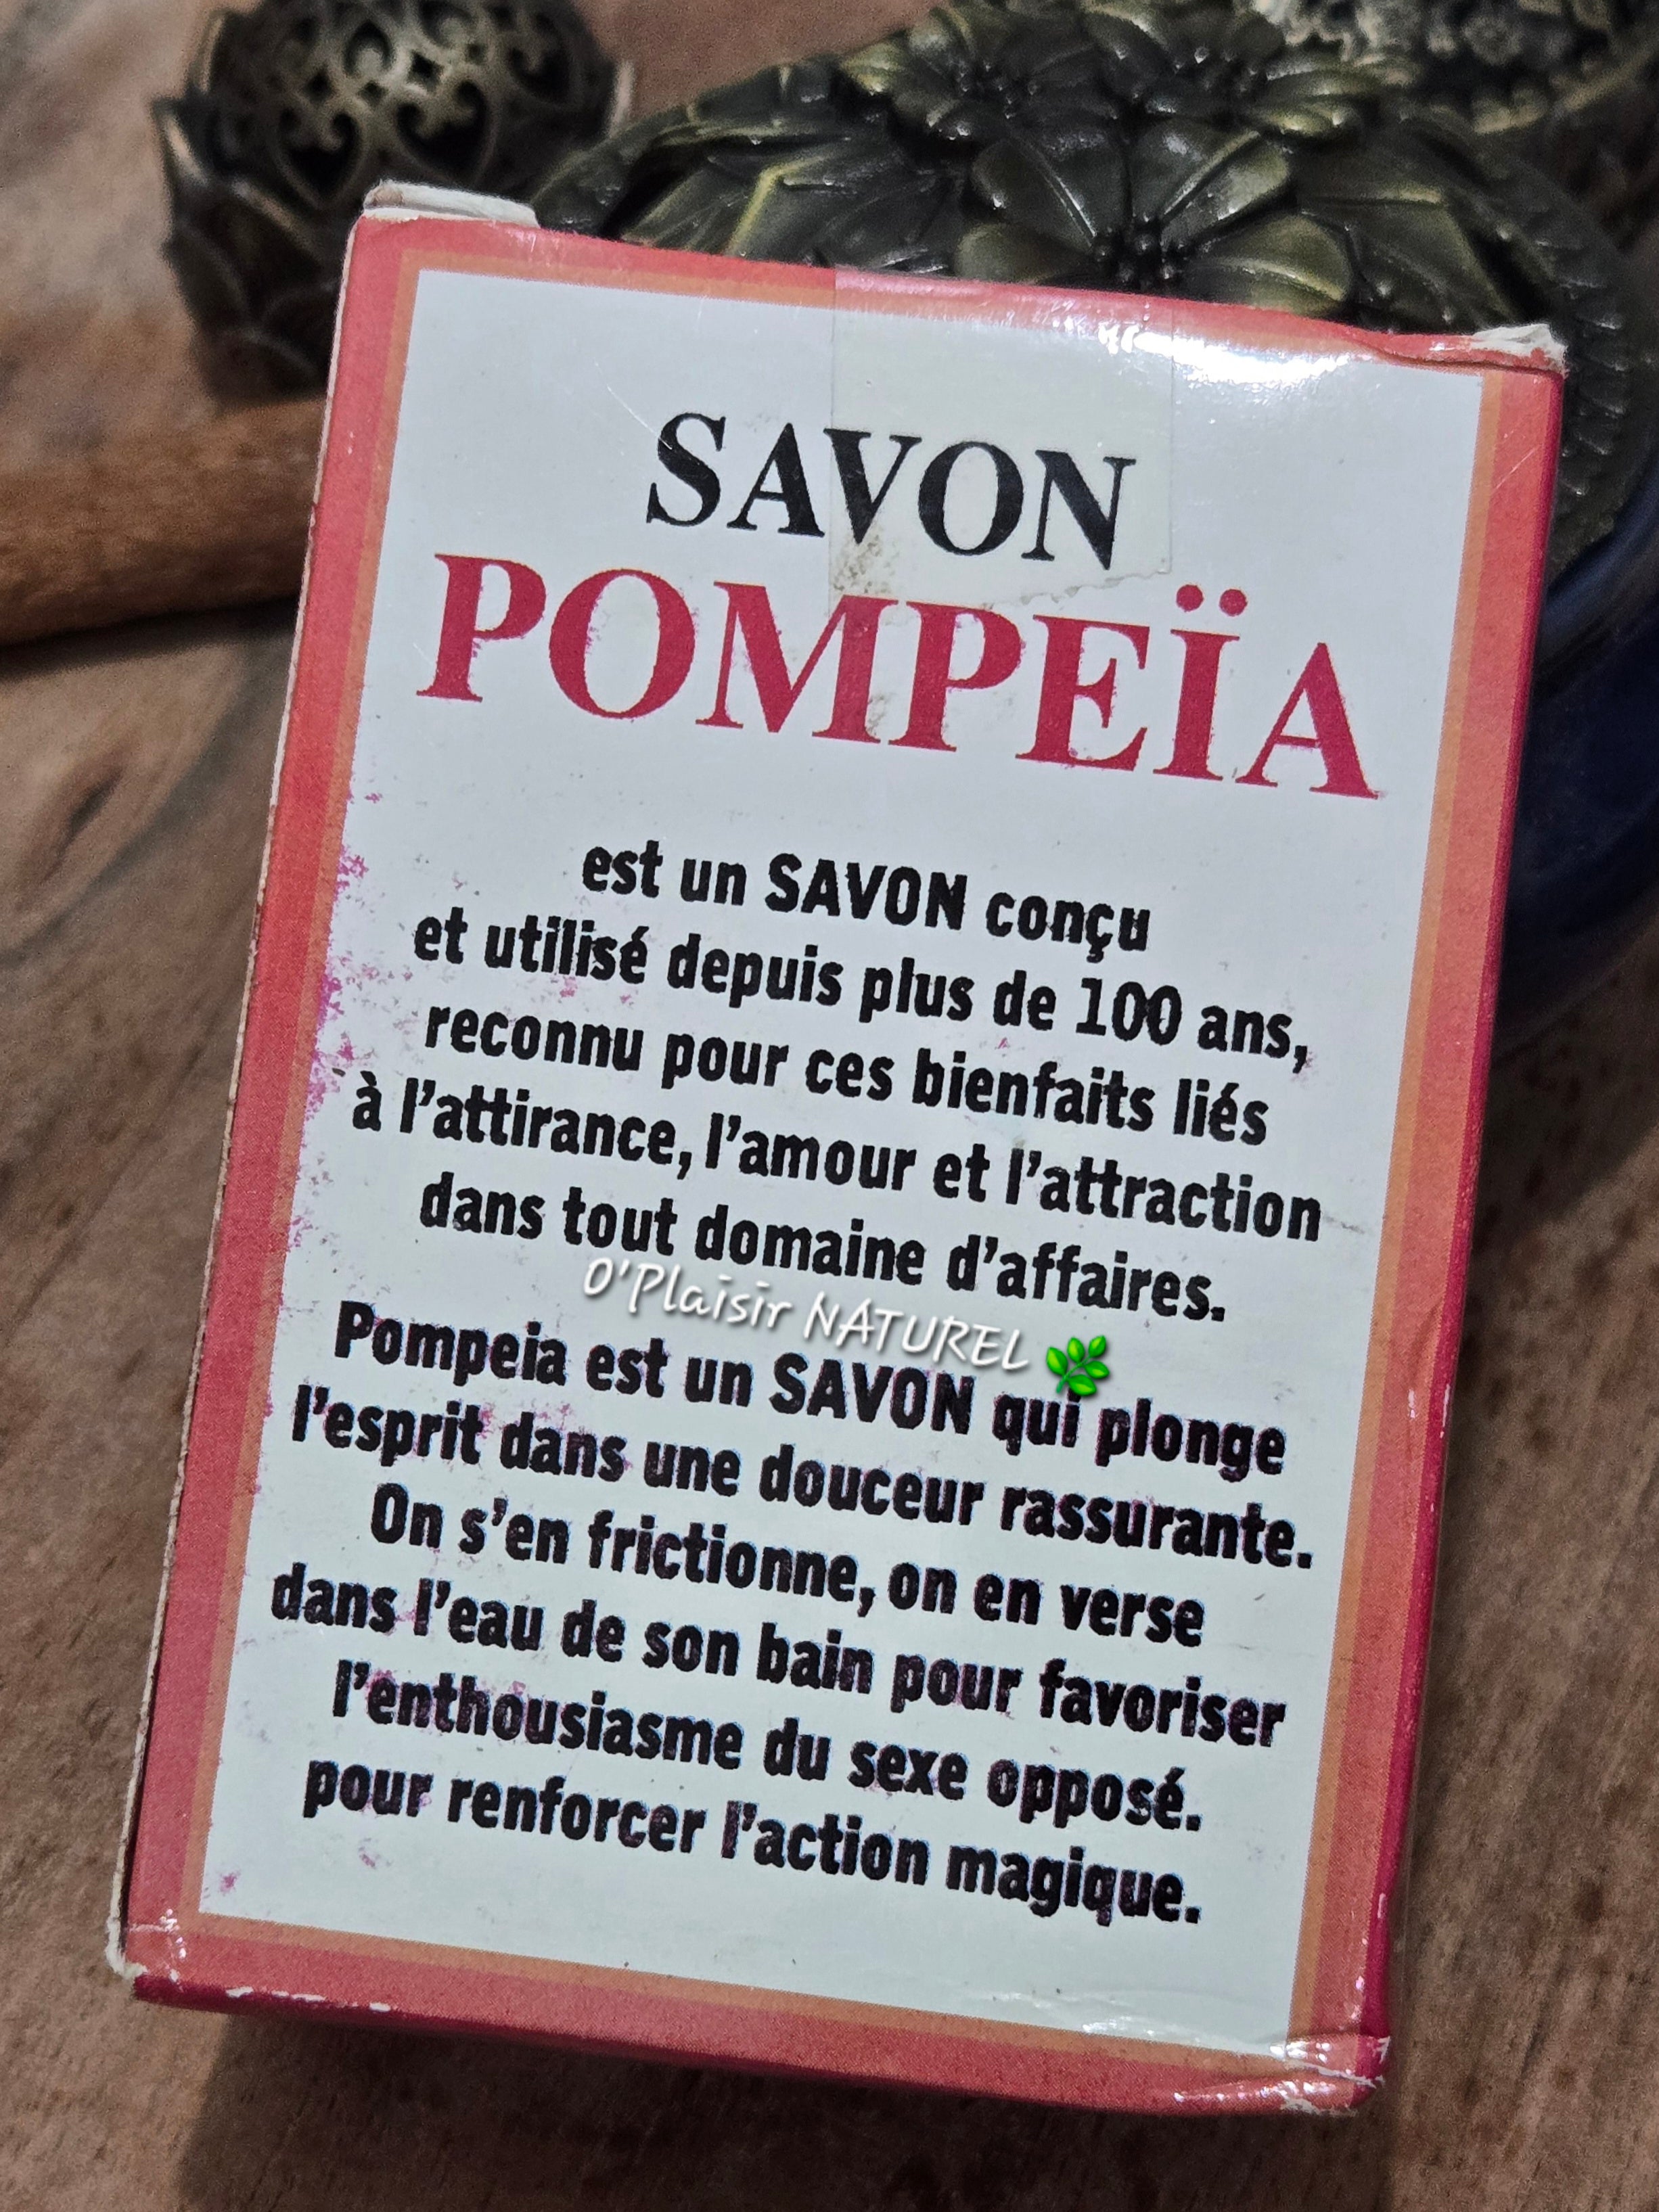 SAVON
POMPEÏA
est un SAVON conçu
et utilisé depuis plus de 100 ans,
reconnu pour ces bienfaits liés
à l'attirance, l'amour et l'attraction
dans tout domaine d'affaires.
O'Plaisir NATUREL 🌿
Pompeia est un SAVON qui plonge
l'esprit dans une douceur rassurante.
On s'en frictionne, on en verse
dans l'eau de son bain pour favoriser
l'enthousiasme du sexe opposé.
pour renforcer l'action magique.